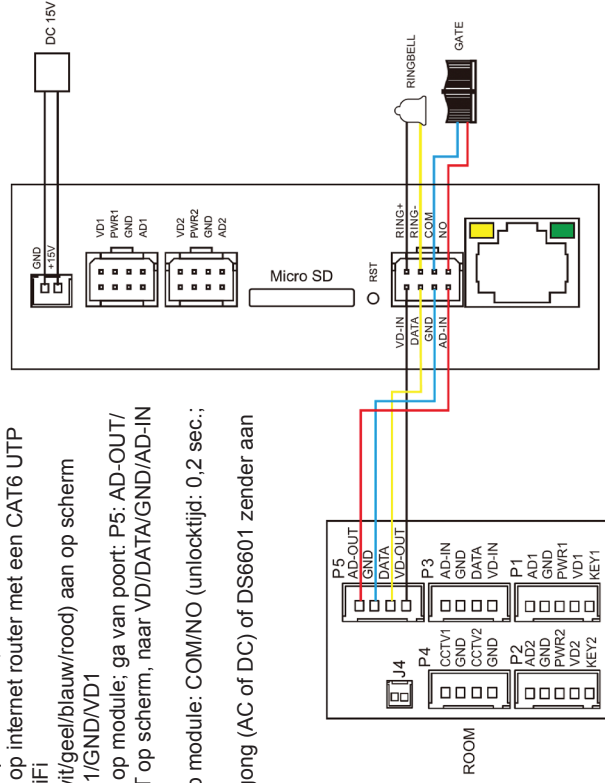 op internet router met een CAT6 UTP
/geel/blauw/rood) aan op scherm
/GND/VD1
op module; ga van poort: P5: AD-OUT/
op scherm, naar VD/DATA/GND/AD-IN
module: COM/NO (unlocktijd: 0,2 sec.;
(AC of DC) of DS6601 zender aan
DC 15V
GND
+15V
VD1
PWR1
GND
AD1
VD2
PWR2
GND
AD2
Micro SD
RST
RING+
RING-
COM
NO
VD-IN
DATA
GND
AD-IN
RINGBELL
GATE
P5
AD-OUT
GND
DATA
VD-OUT
P3
AD-IN
GND
DATA
VD-IN
P1
AD1
GND
PWR1
VD1
KEY1
J4
P4
CCTV1
GND
CCTV2
GND
P2
AD2
GND
PWR2
VD2
KEY2
ROOM